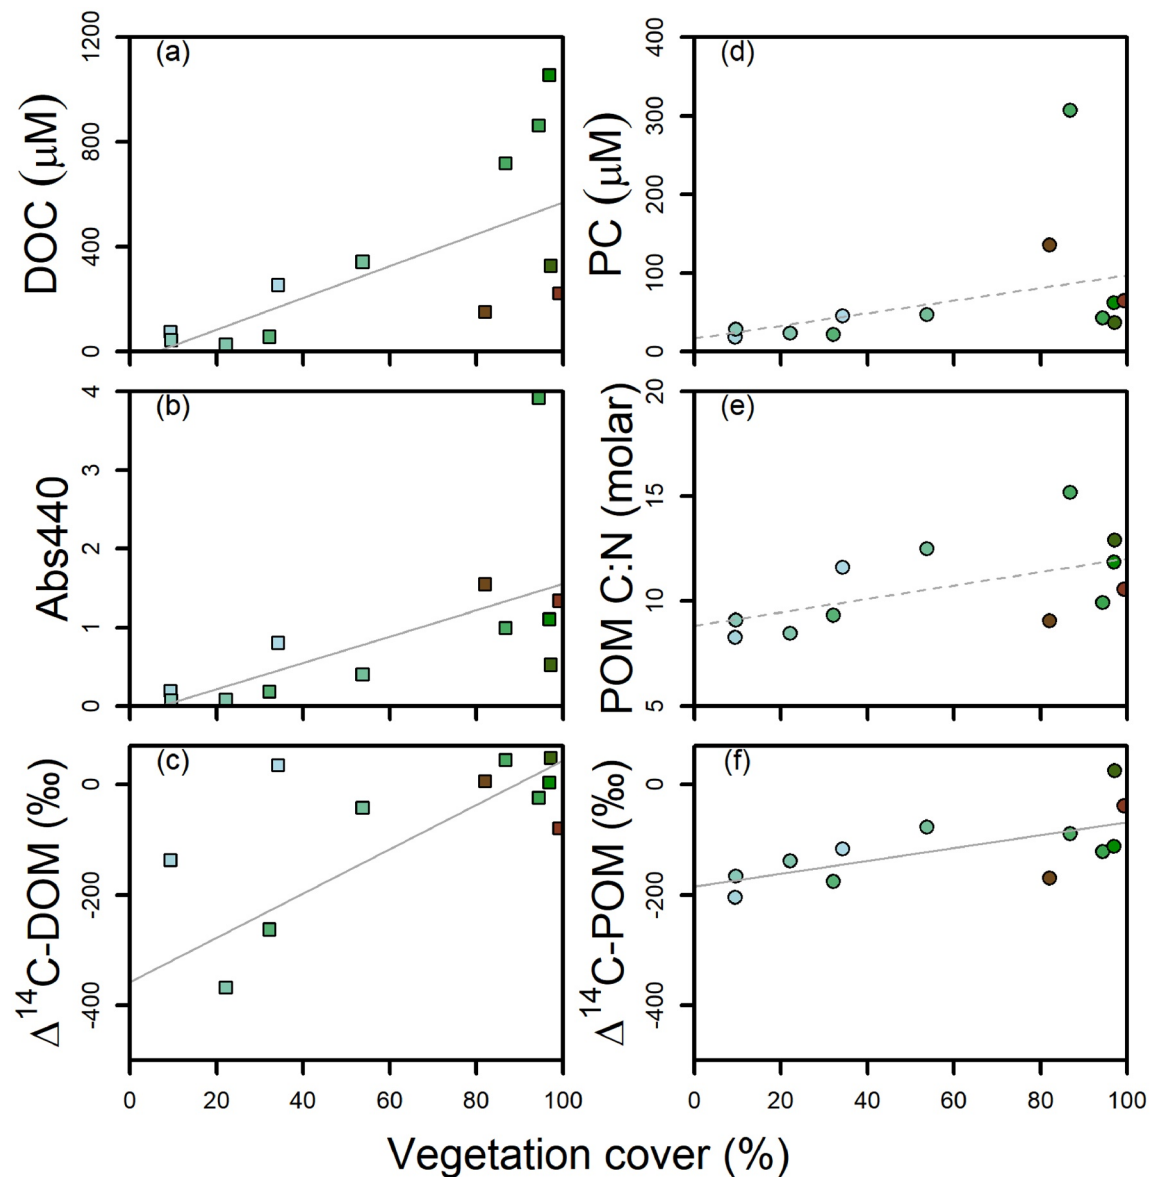 (a)
DOC (μM)
0 400 800 1200
(d)
PC (μM)
0 100 200 300 400
(b)
Abs440
0 1 2 3 4
(e)
POM C:N (molar)
5 10 15 20
(c)
Δ¹⁴C-DOM (‰)
-400 -200 0
0 20 40 60 80 100
(f)
Δ¹⁴C-POM (‰)
-400 -200 0
0 20 40 60 80 100
Vegetation cover (%)